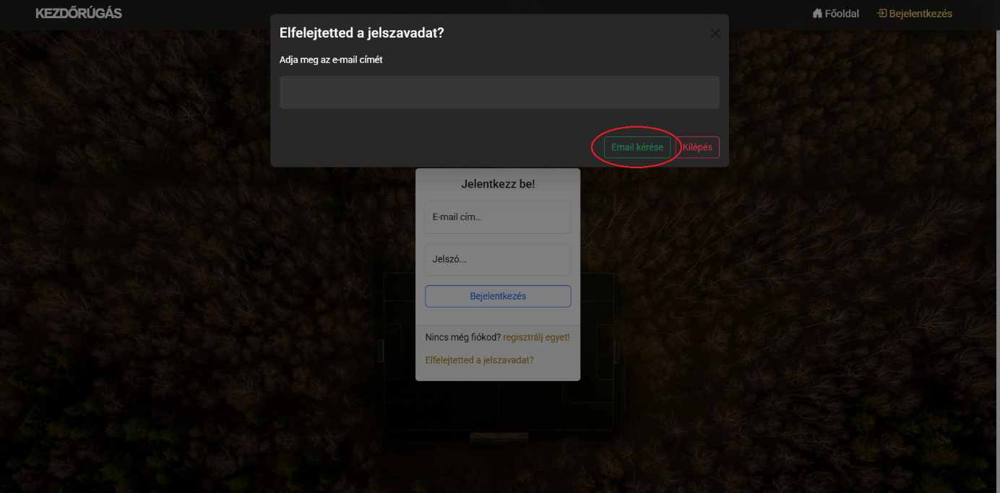 KEZDŐRÚGÁS
Főoldal
Bejelentkezés
Elfelejtetted a jelszavadat?
Adja meg az e-mail címét
Email kérése
Kilépés
Jelentkezz be!
E-mail cím...
Jelszó...
Bejelentkezés
Nincs még fiókod? regisztrálj egyet!
Elfelejtetted a jelszavadat?